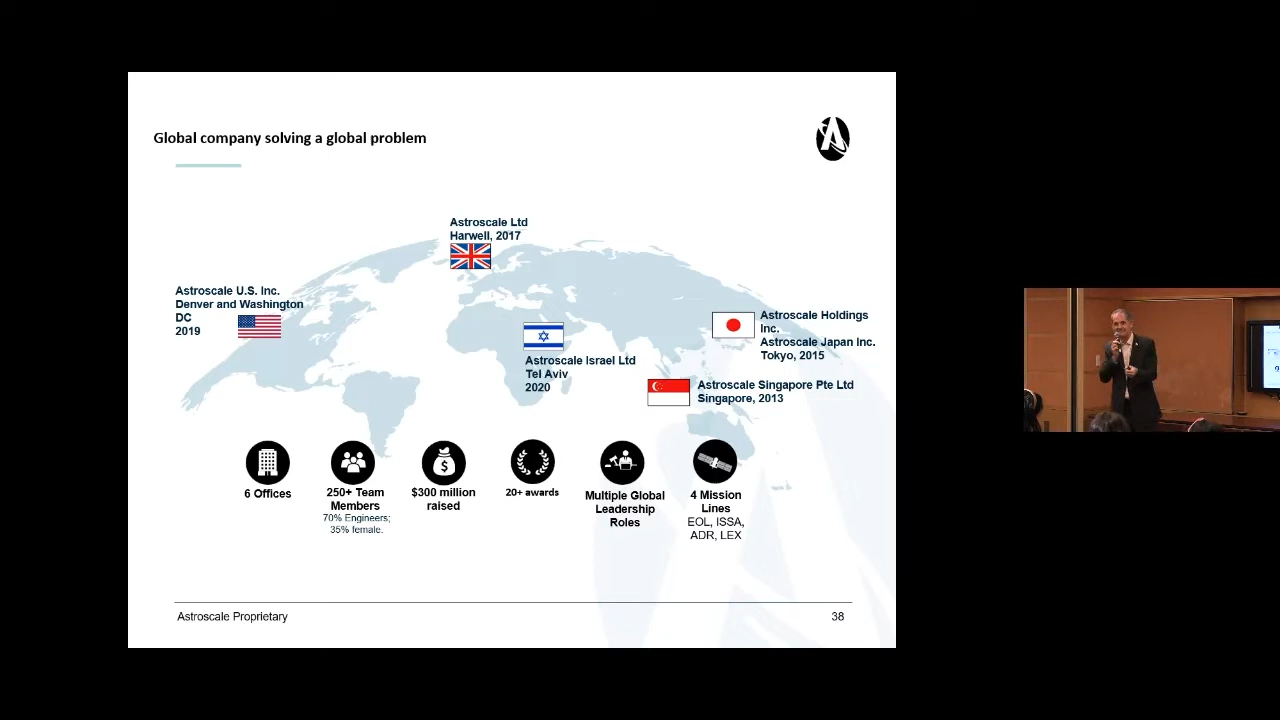 Global company solving a global problem
Astroscale Ltd
Harwell, 2017
Astroscale U.S. Inc.
Denver and Washington
DC
2019
Astroscale Holdings
Inc.
Astroscale Japan Inc.
Tokyo, 2015
Astroscale Israel Ltd
Tel Aviv
2020
Astroscale Singapore Pte Ltd
Singapore, 2013
6 Offices
250+ Team
Members
70% Engineers;
35% female.
$300 million
raised
20+ awards
Multiple Global
Leadership
Roles
4 Mission
Lines
EOL, ISSA,
ADR, LEX
Astroscale Proprietary
38